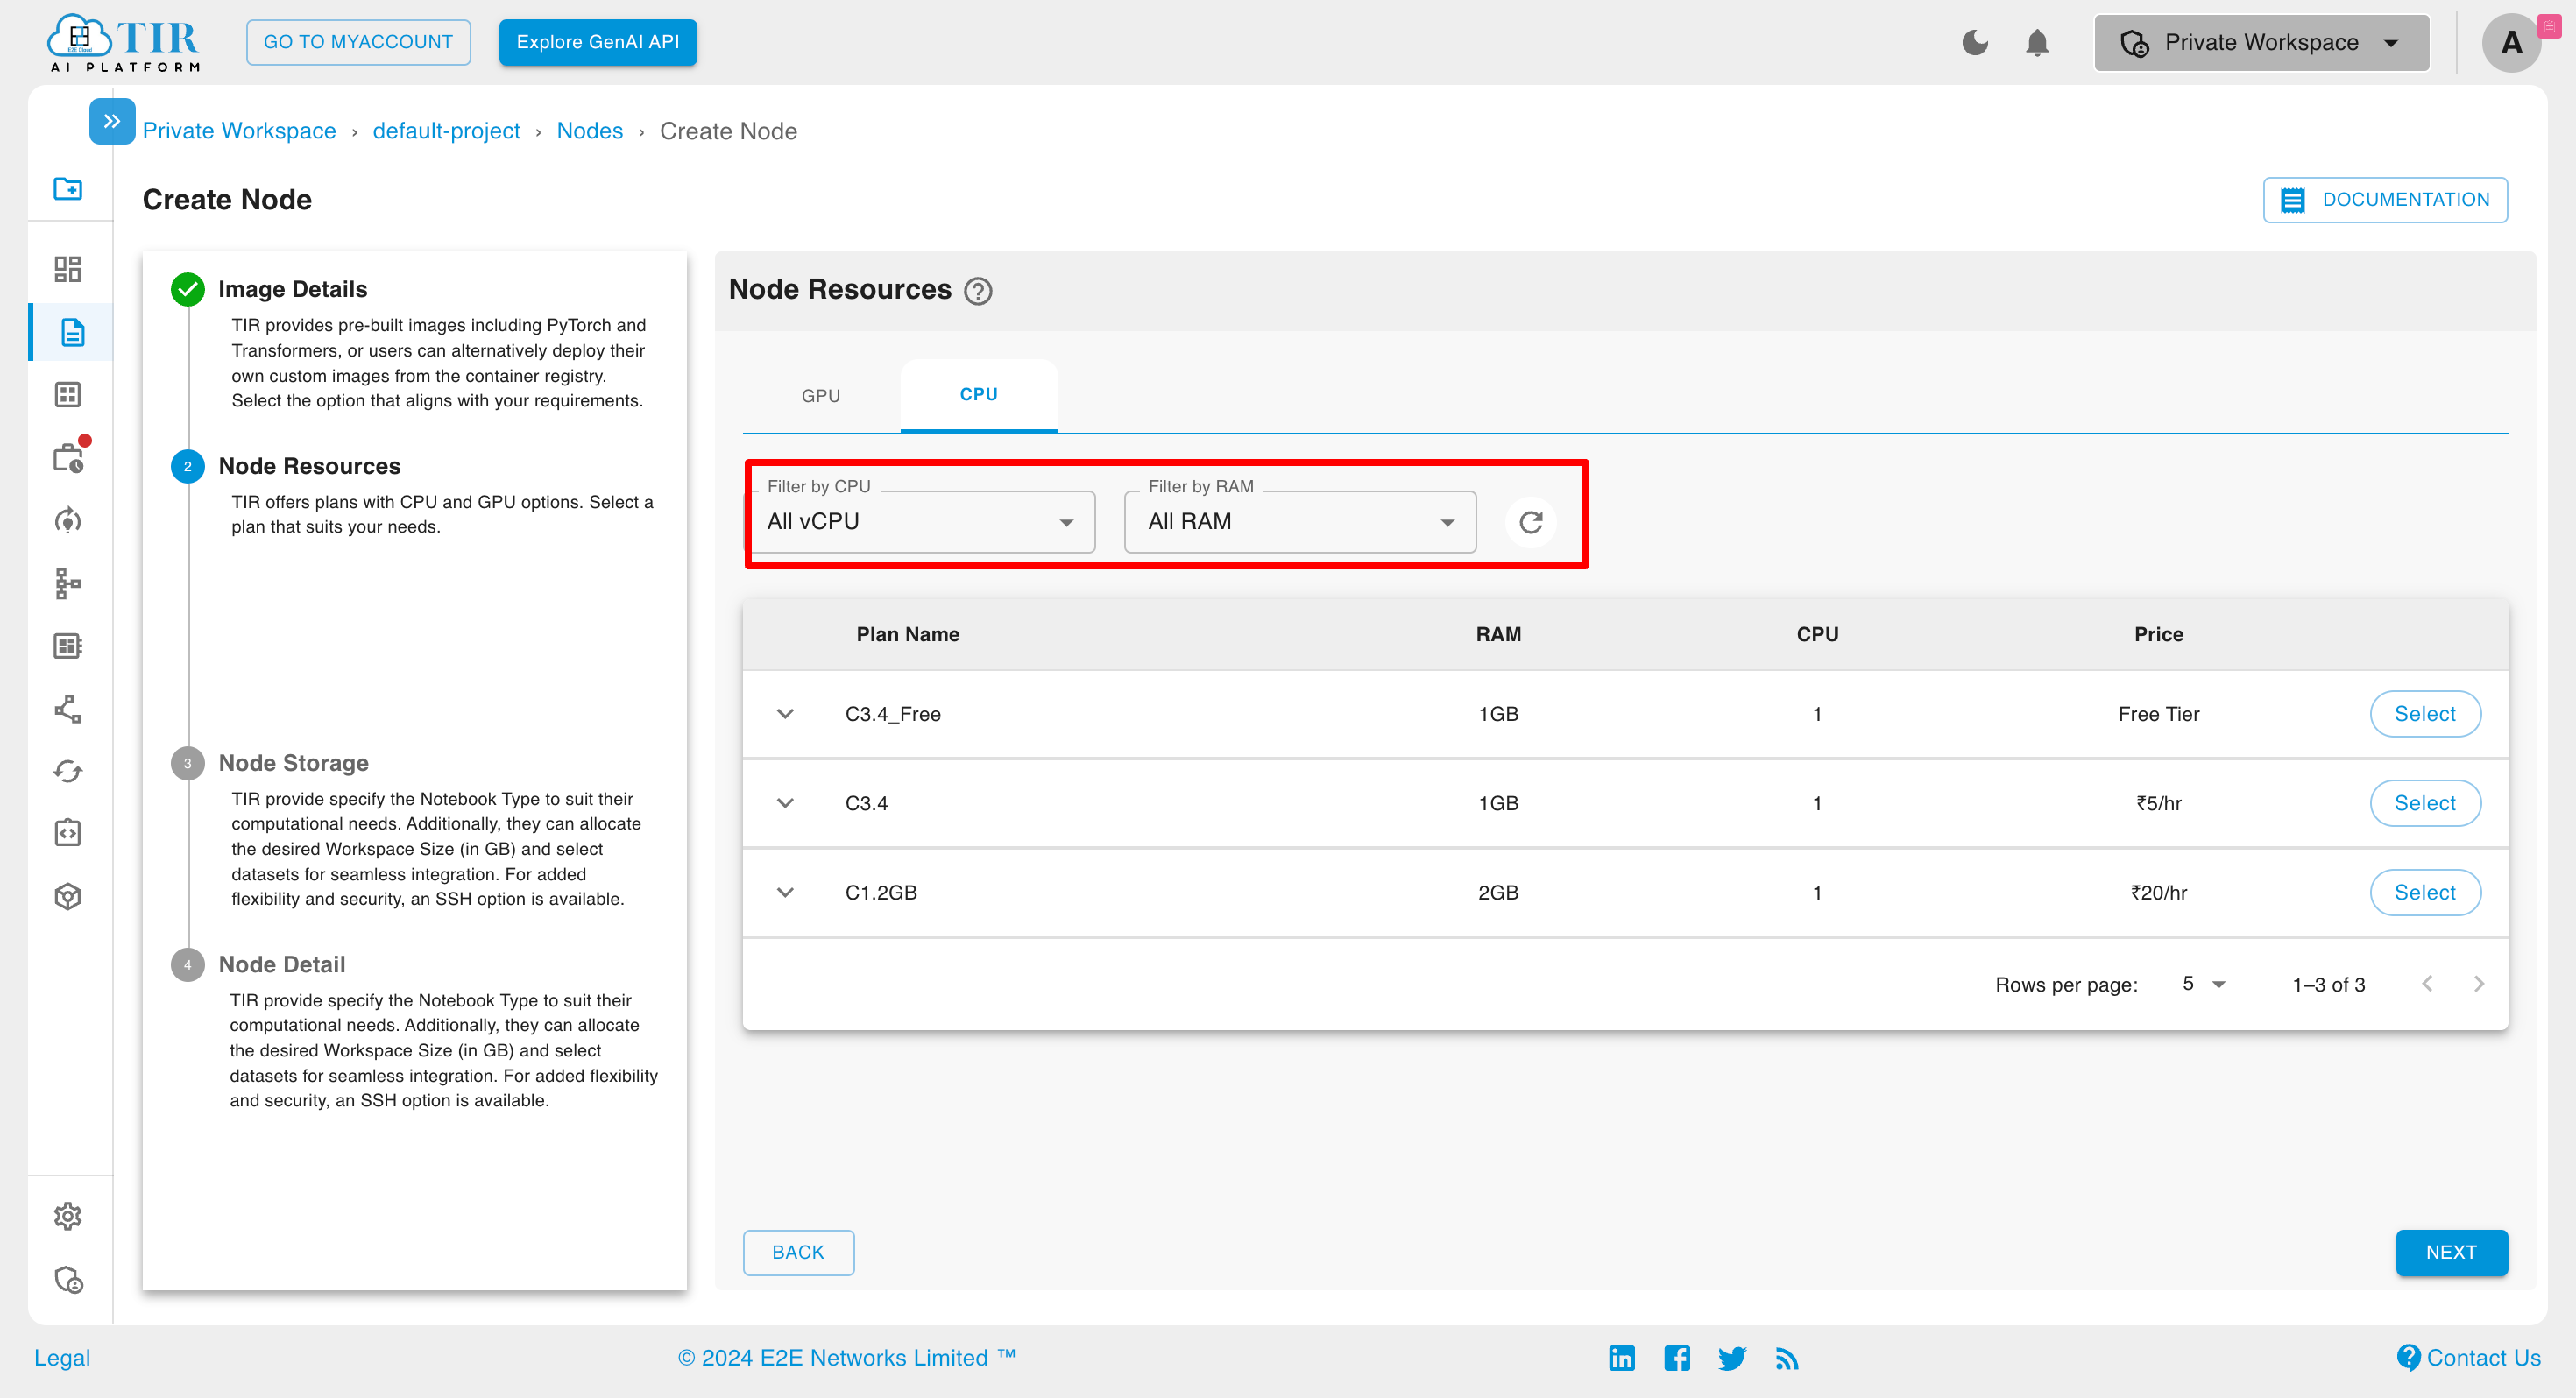 E2E Cloud
TIR
AI PLATFORM
GO TO MYACCOUNT
Explore GenAI API
Private Workspace
A
Private Workspace › default-project › Nodes › Create Node
Create Node
DOCUMENTATION
Image Details
TIR provides pre-built images including PyTorch and
Transformers, or users can alternatively deploy their
own custom images from the container registry.
Select the option that aligns with your requirements.
2 Node Resources
TIR offers plans with CPU and GPU options. Select a
plan that suits your needs.
3 Node Storage
TIR provide specify the Notebook Type to suit their
computational needs. Additionally, they can allocate
the desired Workspace Size (in GB) and select
datasets for seamless integration. For added
flexibility and security, an SSH option is available.
4 Node Detail
TIR provide specify the Notebook Type to suit their
computational needs. Additionally, they can allocate
the desired Workspace Size (in GB) and select
datasets for seamless integration. For added flexibility
and security, an SSH option is available.
Node Resources ?
GPU CPU
Filter by CPU
All vCPU
Filter by RAM
All RAM
Plan Name RAM CPU Price
C3.4_Free 1GB 1 Free Tier Select
C3.4 1GB 1 ₹5/hr Select
C1.2GB 2GB 1 ₹20/hr Select
Rows per page: 5 1–3 of 3
BACK
NEXT
Legal
© 2024 E2E Networks Limited ™
Contact Us